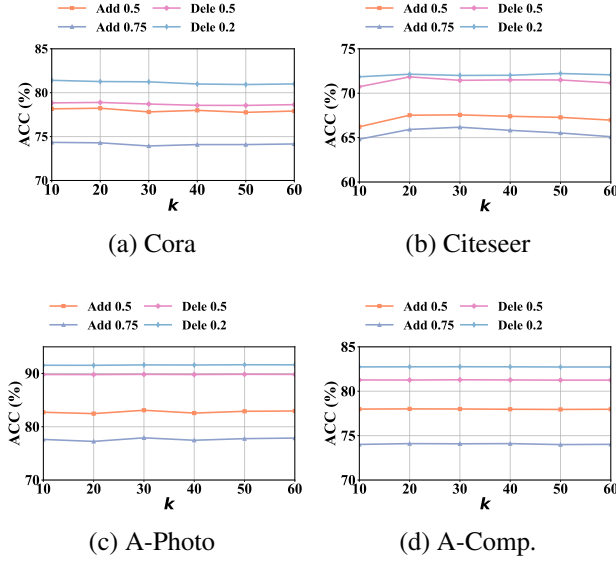 Add 0.5 Dele 0.5
Add 0.75 Dele 0.2
ACC (%)
85
80
75
70
10 20 30 40 50 60
k
(a) Cora
Add 0.5 Dele 0.5
Add 0.75 Dele 0.2
ACC (%)
75
70
65
60
10 20 30 40 50 60
k
(b) Citeseer
Add 0.5 Dele 0.5
Add 0.75 Dele 0.2
ACC (%)
90
80
70
10 20 30 40 50 60
k
(c) A-Photo
Add 0.5 Dele 0.5
Add 0.75 Dele 0.2
ACC (%)
85
80
75
70
10 20 30 40 50 60
k
(d) A-Comp.